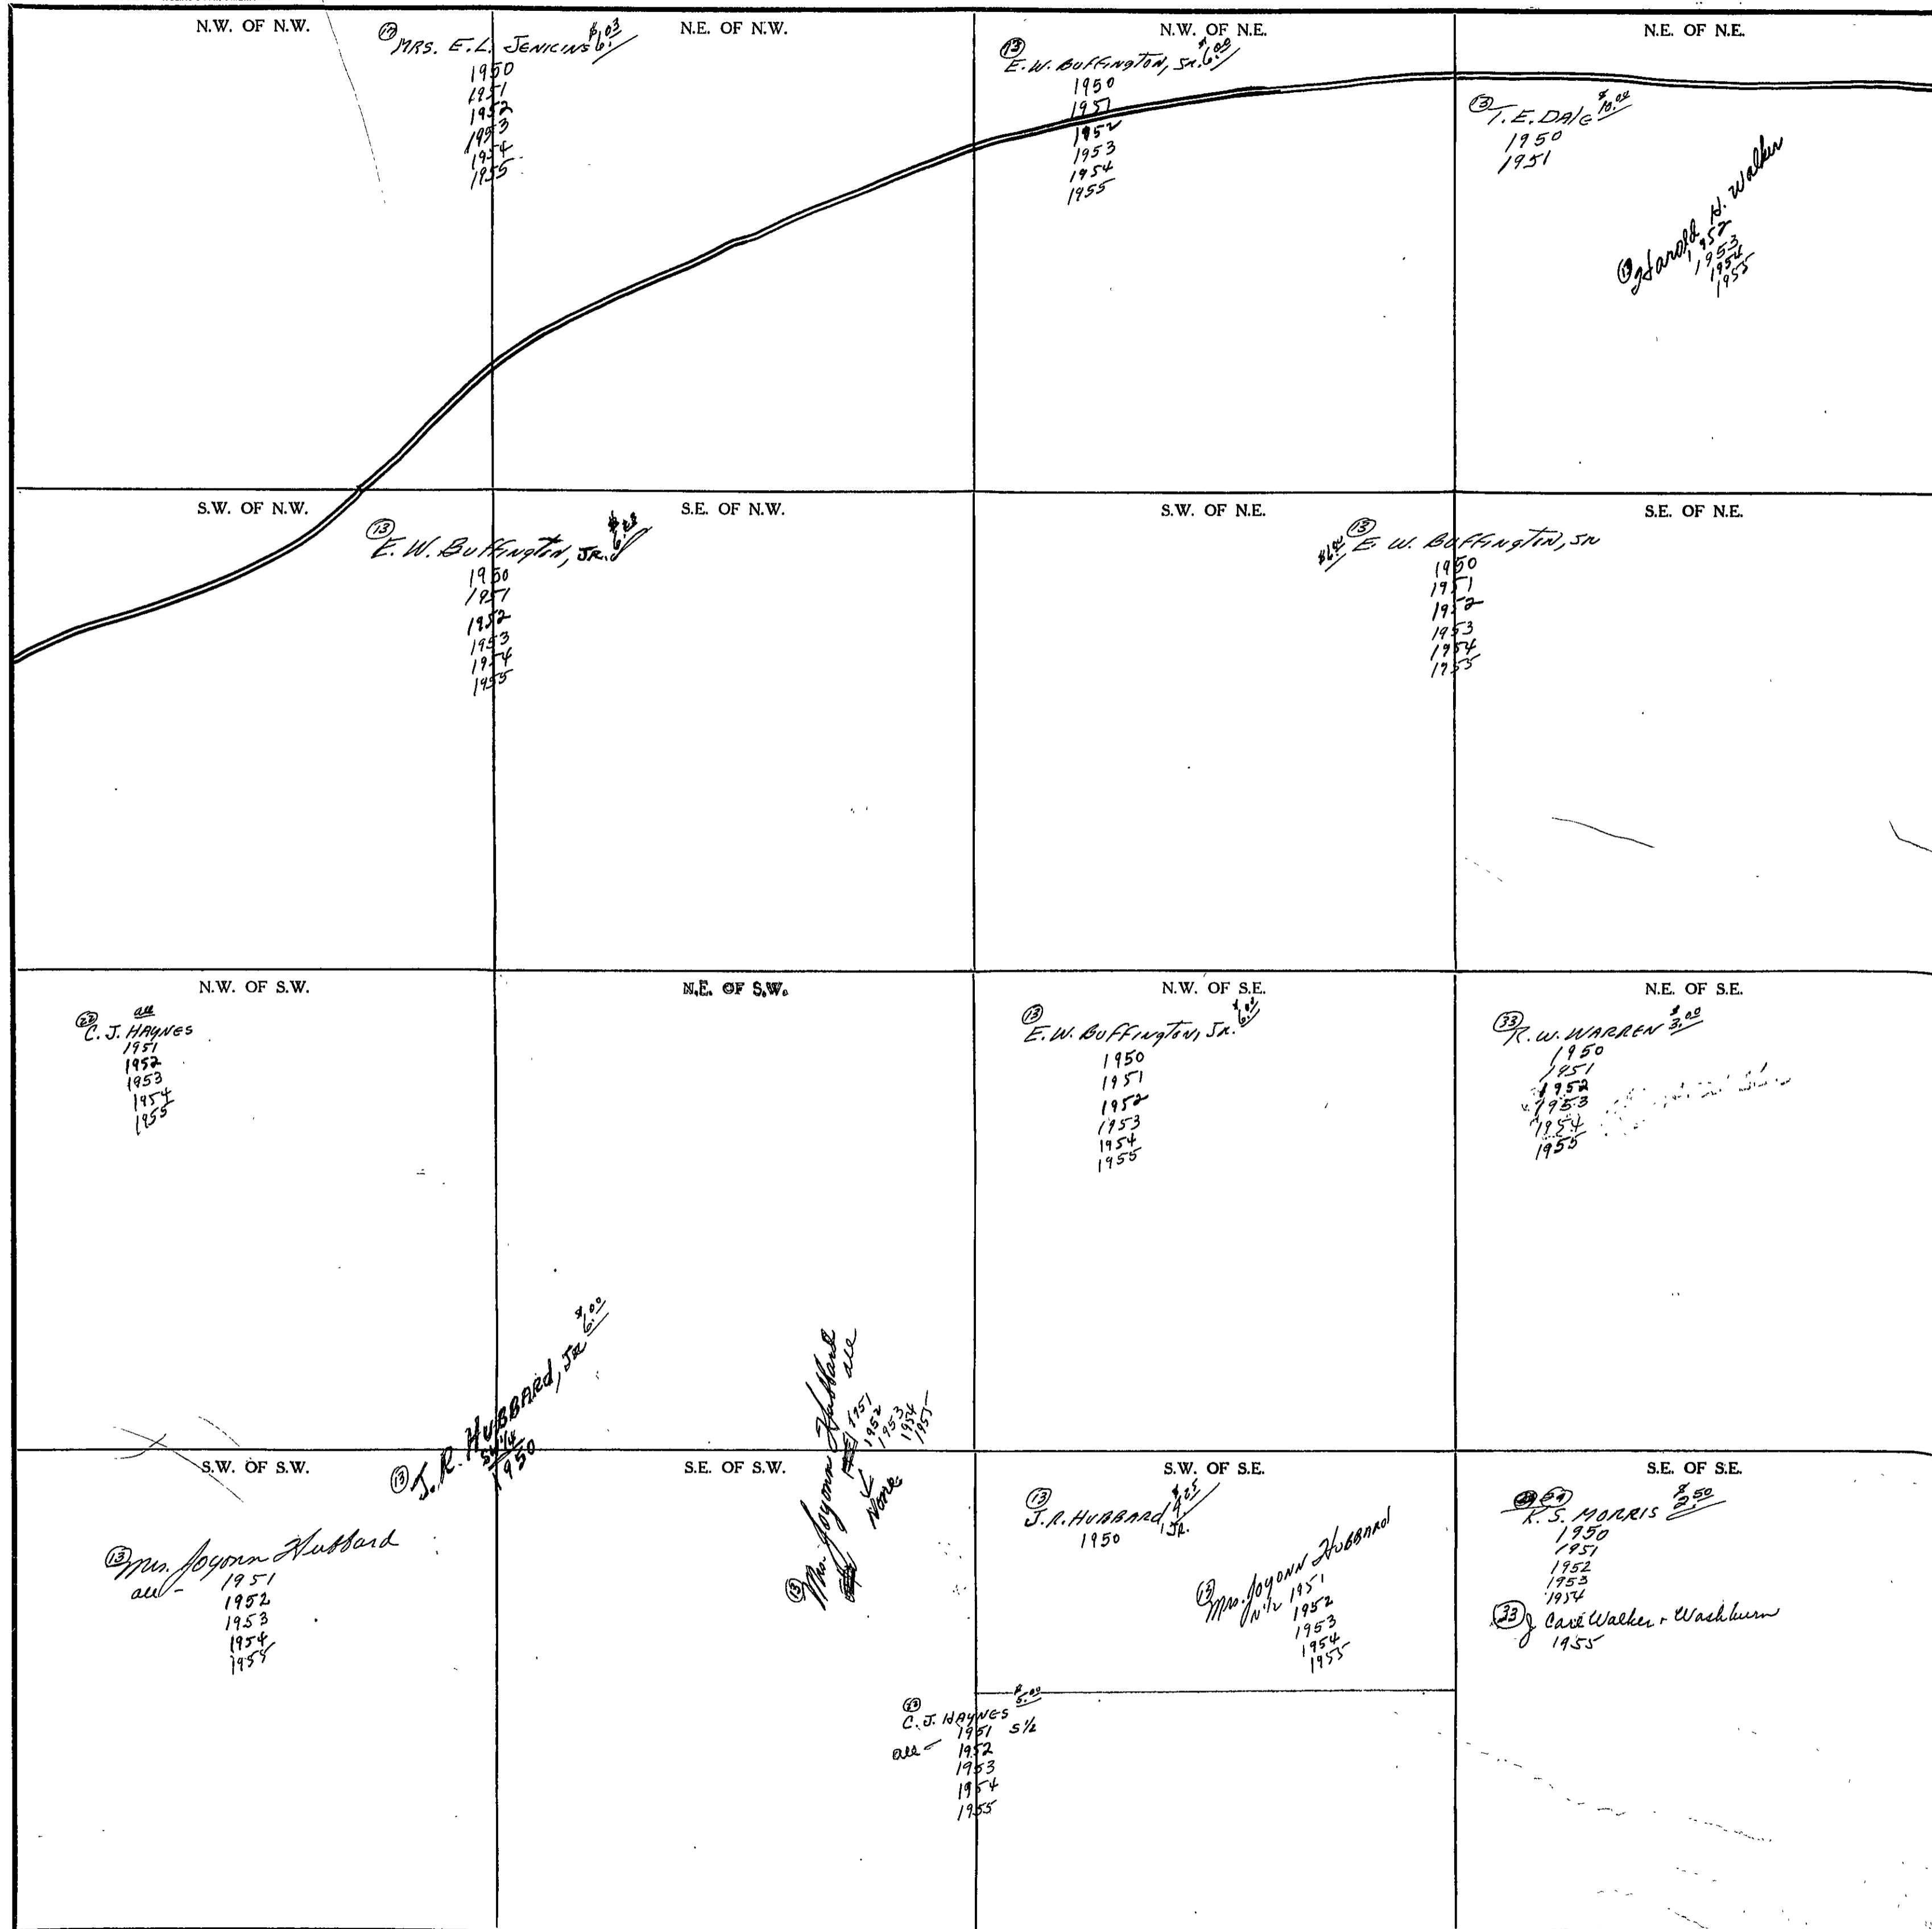 N.W. OF N.W.
N.E. OF N.W.
N.W. OF N.E.
N.E. OF N.E.
MRS. E.L. JENKINS
1950
1951
1952
1953
1954
1955
(13)
E.W. BUFFINGTON, SR. $6.00
1950
1951
1952
1953
1954
1955
(13) T.E. DALE $10.00
1950
1951
(13) Harold H. Walker
1952
1953
1954
1955
S.W. OF N.W.
S.E. OF N.W.
S.W. OF N.E.
S.E. OF N.E.
(13)
E. W. BUFFINGTON, JR.
1950
1951
1952
1953
1954
1955
(13)
$6.00 E. W. BUFFINGTON, SR
1950
1951
1952
1953
1954
1955
N.W. OF S.W.
N.E. OF S.W.
N.W. OF S.E.
N.E. OF S.E.
all
C. J. HAYNES
1951
1952
1953
1954
1955
(13)
E.W. BUFFINGTON, JR. $6.00
1950
1951
1952
1953
1954
1955
(33)
R.W. WARREN $3.00
1950
1951
1952
1953
1954
1955
(13) J.R. HUBBARD, JR $6.00
1950
(13) Mrs. Joyonn Hubbard
all
1951
1952
1953
1954
1955
None
S.W. OF S.W.
S.E. OF S.W.
S.W. OF S.E.
S.E. OF S.E.
(13) Mrs. Joyonn Hubbard
all - 1951
1952
1953
1954
1955
(13)
J.R. HUBBARD, JR. $4.25
1950
(13) Mrs. Joyonn HUBBARD
N 1/2 1951
1952
1953
1954
1955
R. S. MORRIS $2.50
1950
1951
1952
1953
1954
(33) J Carl Walker + Washburn
1955
C. J. HAYNES $5.00
1951 S 1/2
all - 1952
1953
1954
1955